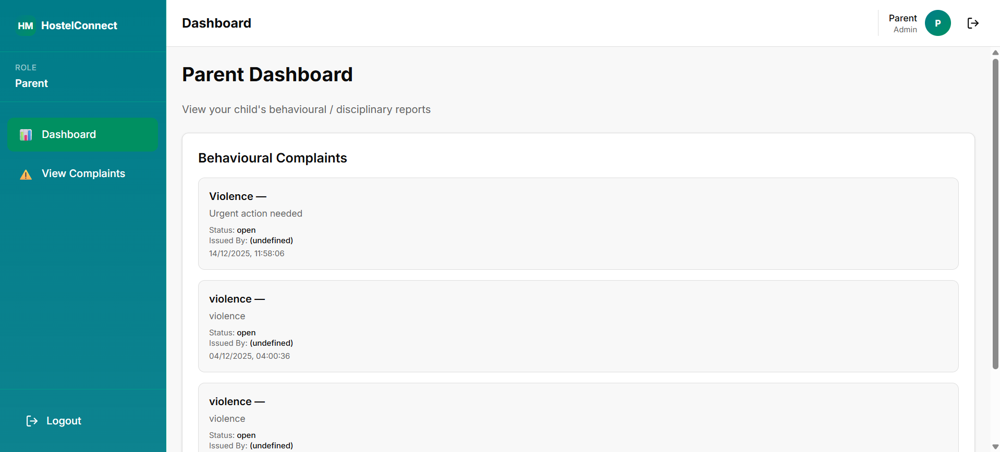 HM HostelConnect
ROLE
Parent
Dashboard
View Complaints
Logout
Dashboard
Parent
Admin
P
Parent Dashboard
View your child's behavioural / disciplinary reports
Behavioural Complaints
Violence —
Urgent action needed
Status: open
Issued By: (undefined)
14/12/2025, 11:58:06
violence —
violence
Status: open
Issued By: (undefined)
04/12/2025, 04:00:36
violence —
violence
Status: open
Issued By: (undefined)